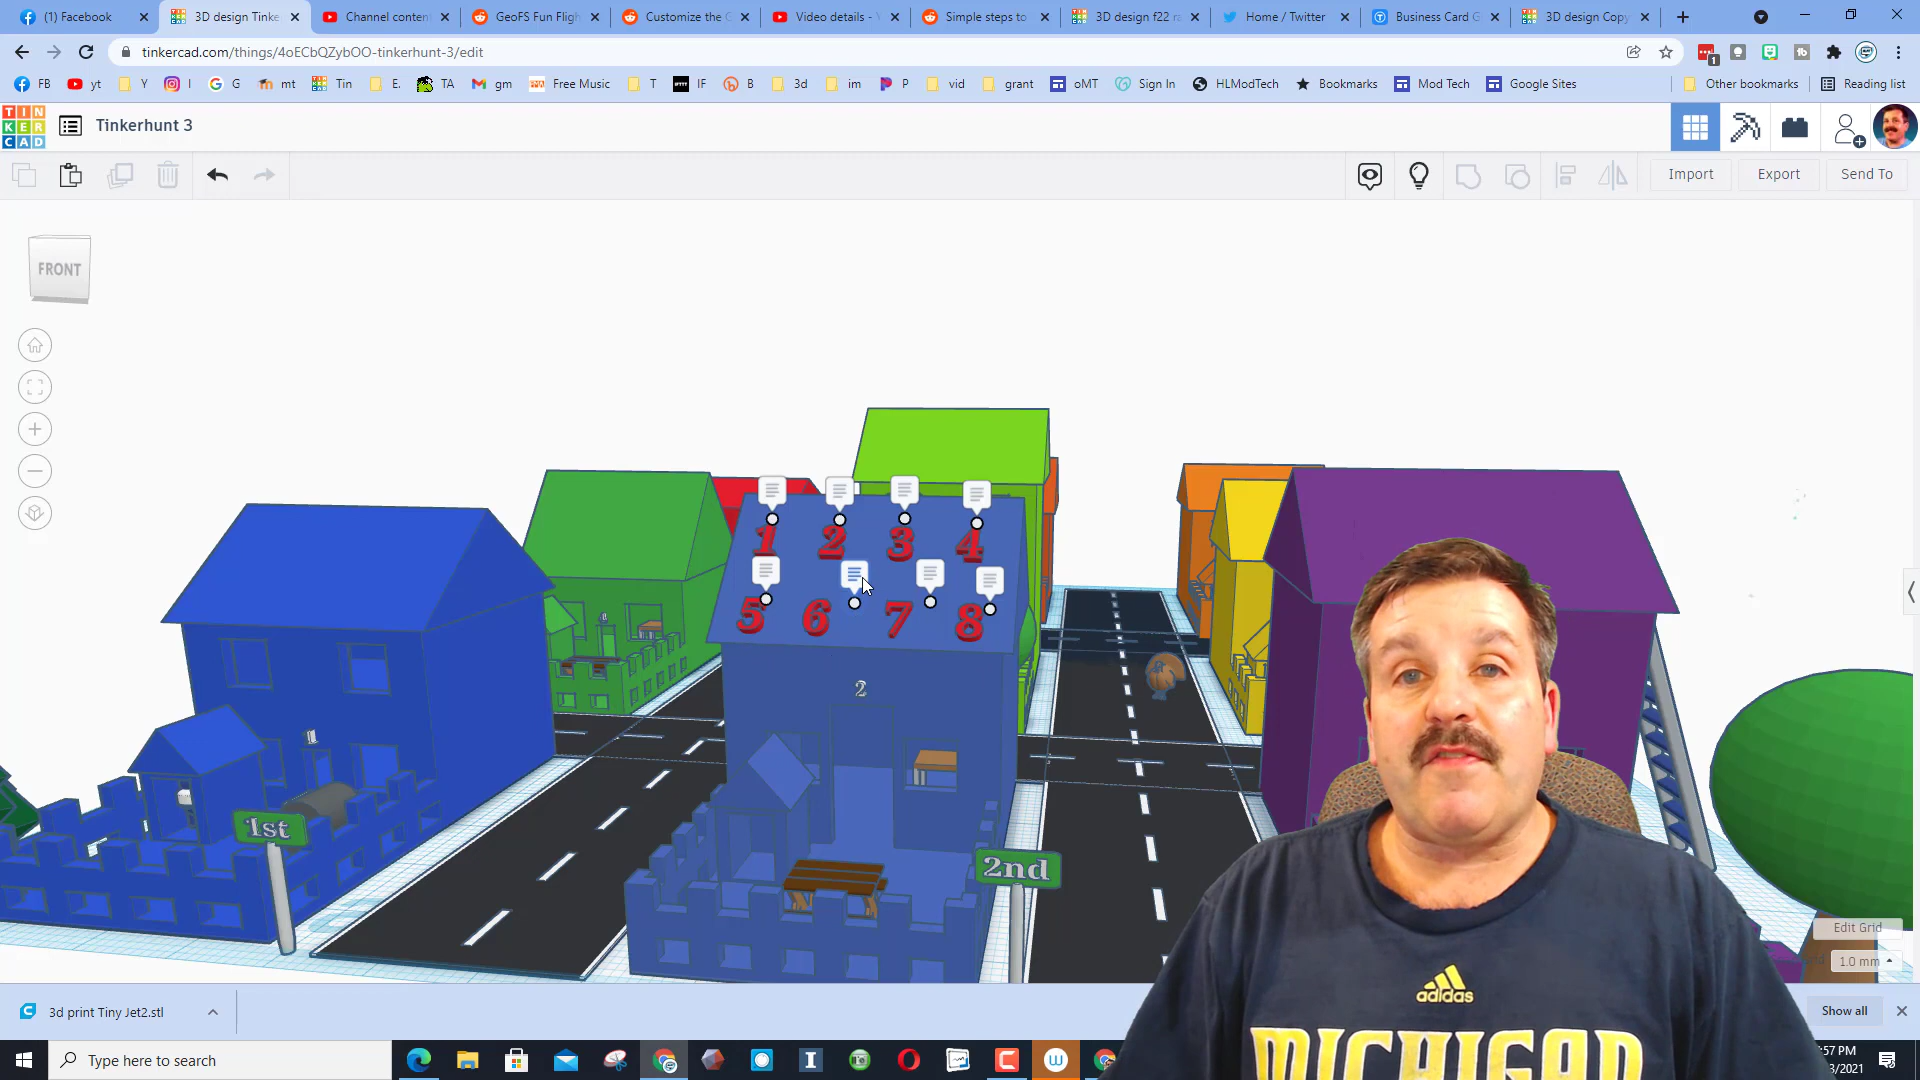 (1) Facebook
3D design Tinke
Channel conten
GeoFS Fun Fligh
Customize the G
Video details - Y
Simple steps to
3D design f22 ra
Home / Twitter
Business Card G
3D design Copy
tinkercad.com/things/4oECbQZybOO-tinkerhunt-3/edit
1
FB
yt
Y
I
G
mt
Tin
E.
TA
gm
Free Music
T
IF
B
3d
im
P
vid
grant
oMT
Sign In
HLModTech
Bookmarks
Mod Tech
Google Sites
Other bookmarks
Reading list
TIN
KER
CAD
Tinkerhunt 3
Import
Export
Send To
FRONT
1
2
3
4
5
6
7
8
2
1st
2nd
Edit Grid
1.0 mm
adidas
MICHIGAN
3d print Tiny Jet2.stl
Show all
Type here to search
:57 PM
3/2021